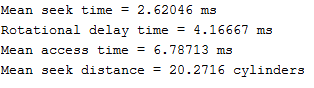 Mean seek time = 2.62046 ms
Rotational delay time = 4.16667 ms
Mean access time = 6.78713 ms
Mean seek distance = 20.2716 cylinders